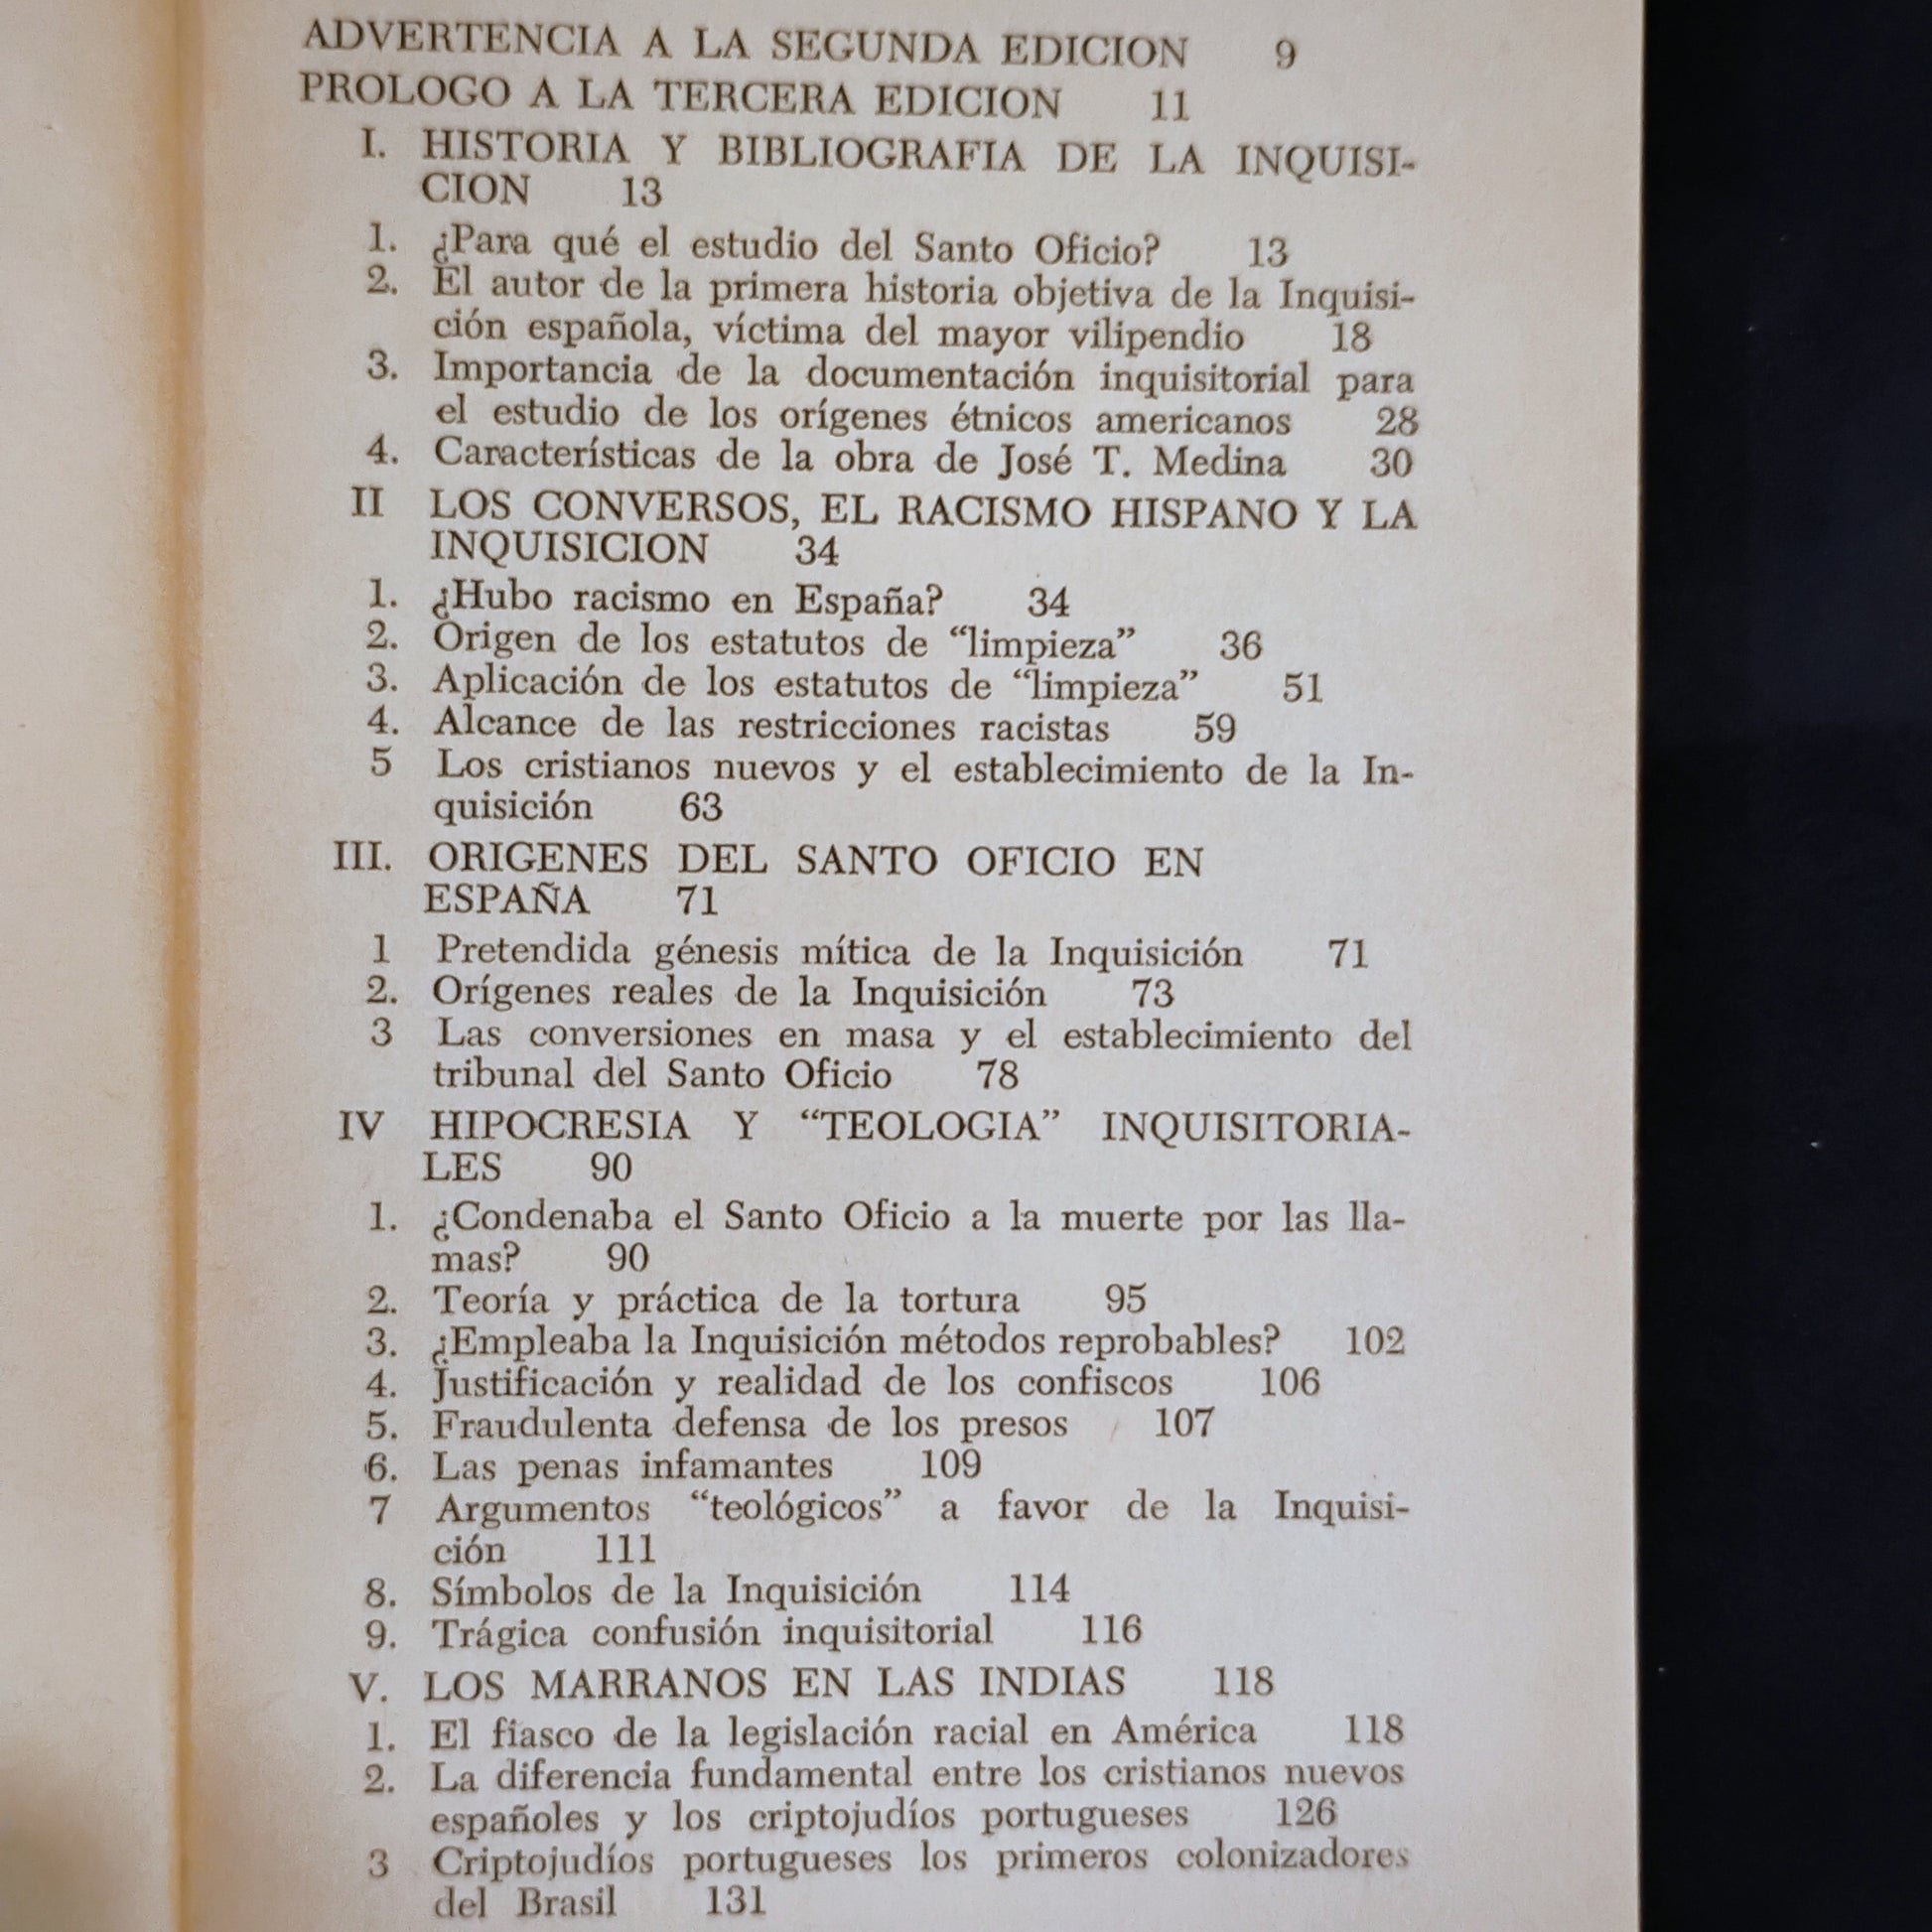 ADVERTENCIA A LA SEGUNDA EDICION 9
PROLOGO A LA TERCERA EDICION 11
I. HISTORIA Y BIBLIOGRAFIA DE LA INQUISI-
CION 13
1. ¿Para qué el estudio del Santo Oficio? 13
2. El autor de la primera historia objetiva de la Inquisi-
ción española, víctima del mayor vilipendio 18
3. Importancia de la documentación inquisitorial para
el estudio de los orígenes étnicos americanos 28
4. Características de la obra de José T. Medina 30
II LOS CONVERSOS, EL RACISMO HISPANO Y LA
INQUISICION 34
1. ¿Hubo racismo en España? 34
2. Origen de los estatutos de “limpieza” 36
3. Aplicación de los estatutos de “limpieza” 51
4. Alcance de las restricciones racistas 59
5 Los cristianos nuevos y el establecimiento de la In-
quisición 63
III. ORIGENES DEL SANTO OFICIO EN
ESPAÑA 71
1 Pretendida génesis mítica de la Inquisición 71
2. Orígenes reales de la Inquisición 73
3 Las conversiones en masa y el establecimiento del
tribunal del Santo Oficio 78
IV HIPOCRESIA Y “TEOLOGIA” INQUISITORIA-
LES 90
1. ¿Condenaba el Santo Oficio a la muerte por las lla-
mas? 90
2. Teoría y práctica de la tortura 95
3. ¿Empleaba la Inquisición métodos reprobables? 102
4. Justificación y realidad de los confiscos 106
5. Fraudulenta defensa de los presos 107
6. Las penas infamantes 109
7 Argumentos “teológicos” a favor de la Inquisi-
ción 111
8. Símbolos de la Inquisición 114
9. Trágica confusión inquisitorial 116
V. LOS MARRANOS EN LAS INDIAS 118
1. El fiasco de la legislación racial en América 118
2. La diferencia fundamental entre los cristianos nuevos
españoles y los criptojudíos portugueses 126
3 Criptojudíos portugueses los primeros colonizadores
del Brasil 131